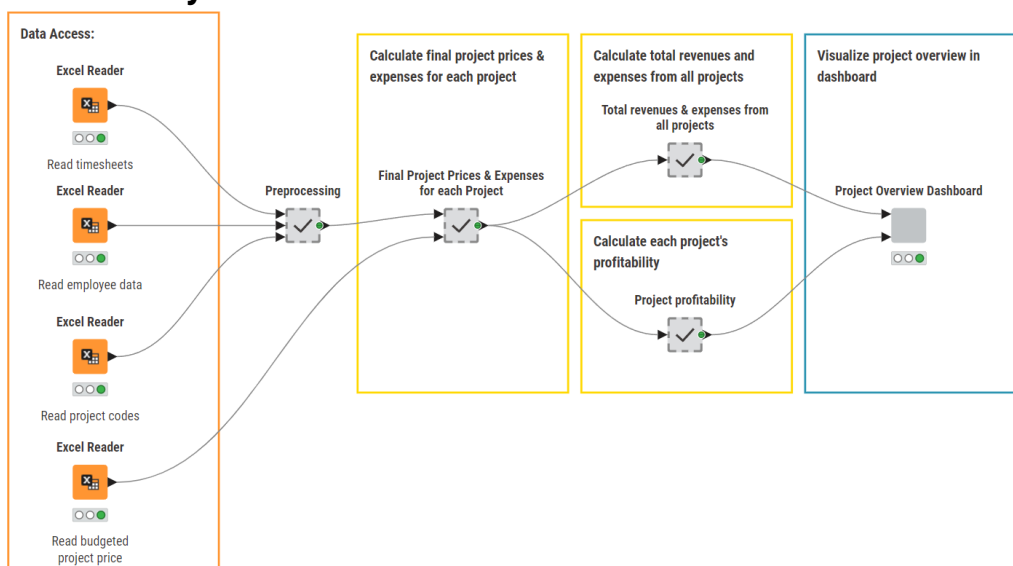 Data Access:
Excel Reader
Read timesheets
Excel Reader
Read employee data
Excel Reader
Read project codes
Excel Reader
Read budgeted
project price
Preprocessing
Calculate final project prices &
expenses for each project
Final Project Prices & Expenses
for each Project
Calculate total revenues and
expenses from all projects
Total revenues & expenses from
all projects
Calculate each project's
profitability
Project profitability
Visualize project overview in
dashboard
Project Overview Dashboard